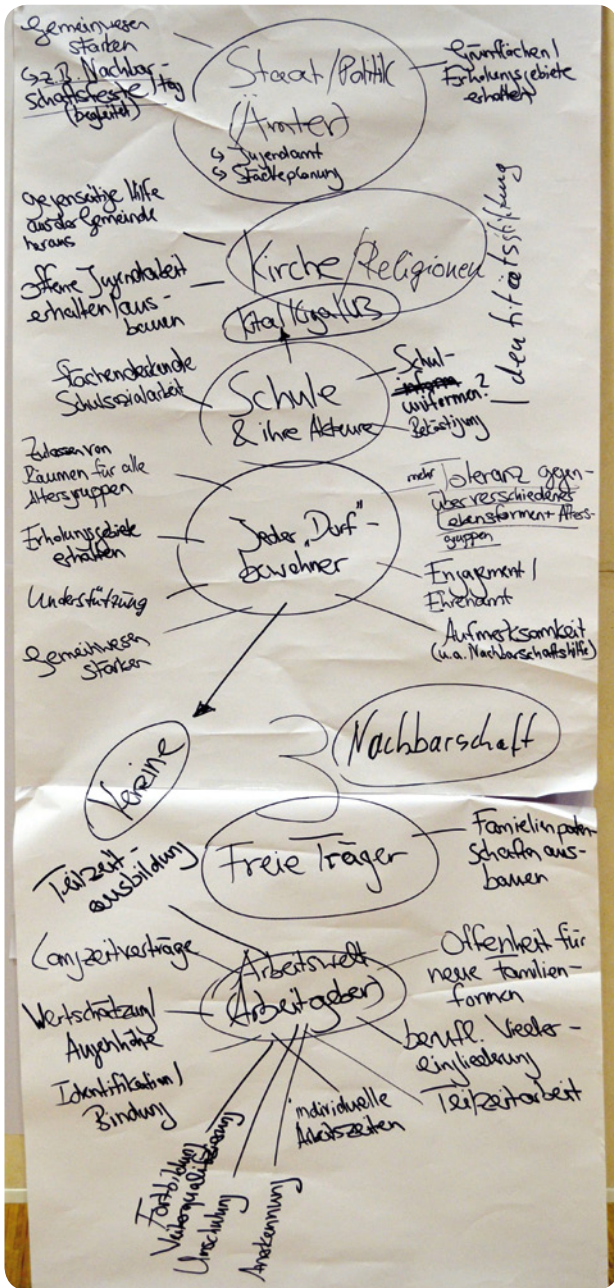 Gemeinwesen
stärken
↳ z.B. Nachbar-
schaftsfeste/tag
(begleitet)
Staat/Politik
(Ämter)
↳ Jugendamt
↳ Städteplanung
Grünflächen/
Erholungsgebiete
erhalten
gegenseitige Hilfe
aus der Gemeinde
heraus
offene Jugendarbeit
erhalten/aus-
bauen
Kirche/Religionen
Identitätsstiftung
Kita/Kiga/
flächendeckende
Schulsozialarbeit
Schule
& ihre Akteure
Schul-
uniformen?
Betätigung
Zulassen von
Räumen für alle
Altersgruppen
Erholungsgebiete
erhalten
Unterstützung
Gemeinwesen
stärken
Jeder "Dorf"-
bewohner
mehr Toleranz gegen-
über verschiedenen
Lebensformen + Alters-
gruppen
Engagement/
Ehrenamt
Aufmerksamkeit
(u.a. Nachbarschaftshilfe)
Vereine
Nachbarschaft
Freie Träger
Familienpaten-
schaften aus-
bauen
Teilzeit-
ausbildung
Langzeitverträge
Wertschätzung/
Augenhöhe
Identifikation/
Bindung
Arbeitswelt
(Arbeitgeber)
Offenheit für
neue Familien-
formen
berufl. Wieder-
eingliederung
Teilzeitarbeit
individuelle
Arbeitszeiten
Fortbildung
Weiterqualifizierung
Umschulung
Anerkennung